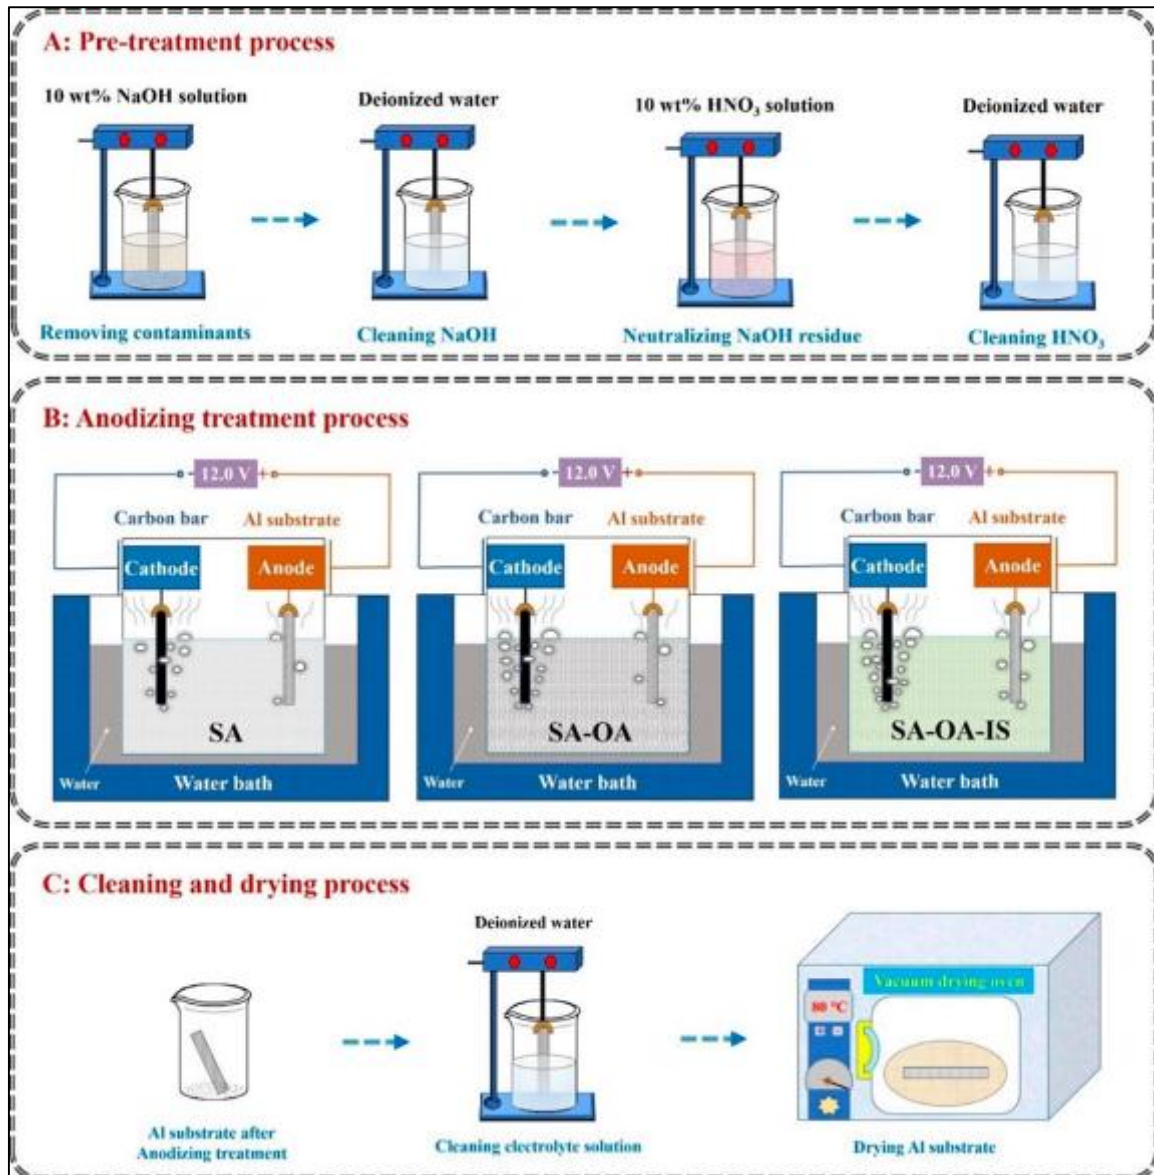 A: Pre-treatment process
10 wt% NaOH solution
Deionized water
10 wt% HNO₃ solution
Deionized water
Removing contaminants
Cleaning NaOH
Neutralizing NaOH residue
Cleaning HNO₃
B: Anodizing treatment process
- 12.0 V +
Carbon bar
Al substrate
Cathode
Anode
SA
Water
Water bath
- 12.0 V +
Carbon bar
Al substrate
Cathode
Anode
SA-OA
Water
Water bath
- 12.0 V +
Carbon bar
Al substrate
Cathode
Anode
SA-OA-IS
Water
Water bath
C: Cleaning and drying process
Deionized water
Vacuum drying oven
80 °C
Al substrate after
Anodizing treatment
Cleaning electrolyte solution
Drying Al substrate